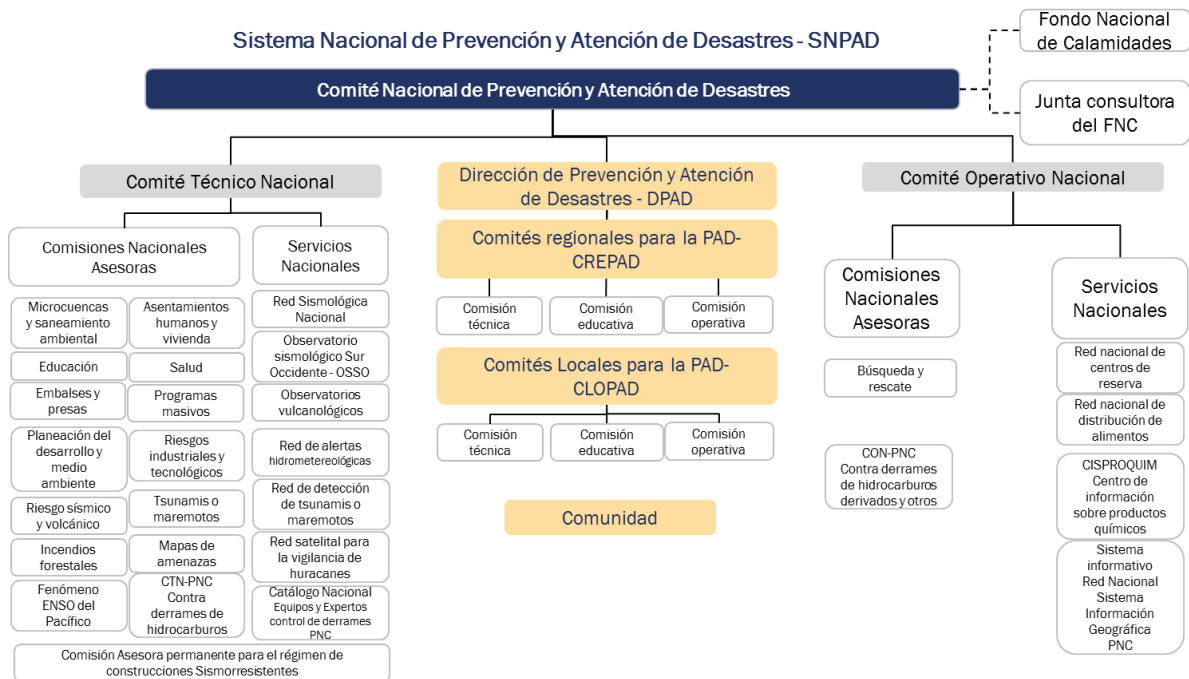 Sistema Nacional de Prevención y Atención de Desastres - SNPAD
Fondo Nacional
de Calamidades
Comité Nacional de Prevención y Atención de Desastres
Junta consultora
del FNC
Comité Técnico Nacional
Comisiones Nacionales
Asesoras
Microcuencas
y saneamiento
ambiental
Educación
Embalses y
presas
Planeación del
desarrollo y
medio
ambiente
Riesgo sísmico
y volcánico
Incendios
forestales
Fenómeno
ENSO del
Pacífico
Asentamientos
humanos y
vivienda
Salud
Programas
masivos
Riesgos
industriales y
tecnológicos
Tsunamis o
maremotos
Mapas de
amenazas
CTN-PNC
Contra
derrames de
hidrocarburos
Servicios
Nacionales
Red Sismológica
Nacional
Observatorio
sismológico Sur
Occidente - OSSO
Observatorios
vulcanológicos
Red de alertas
hidrometereológicas
Red de detección
de tsunamis o
maremotos
Red satelital para
la vigilancia de
huracanes
Catálogo Nacional
Equipos y Expertos
control de derrames
PNC
Comisión Asesora permanente para el régimen de
construcciones Sismorresistentes
Dirección de Prevención y Atención
de Desastres - DPAD
Comités regionales para la PAD-
CREPAD
Comisión
técnica
Comisión
educativa
Comisión
operativa
Comités Locales para la PAD-
CLOPAD
Comisión
técnica
Comisión
educativa
Comisión
operativa
Comunidad
Comité Operativo Nacional
Comisiones
Nacionales
Asesoras
Búsqueda y
rescate
CON-PNC
Contra derrames
de hidrocarburos
derivados y otros
Servicios
Nacionales
Red nacional de
centros de
reserva
Red nacional de
distribución de
alimentos
CISPROQUIM
Centro de
información
sobre productos
químicos
Sistema
informativo
Red Nacional
Sistema
Información
Geográfica
PNC